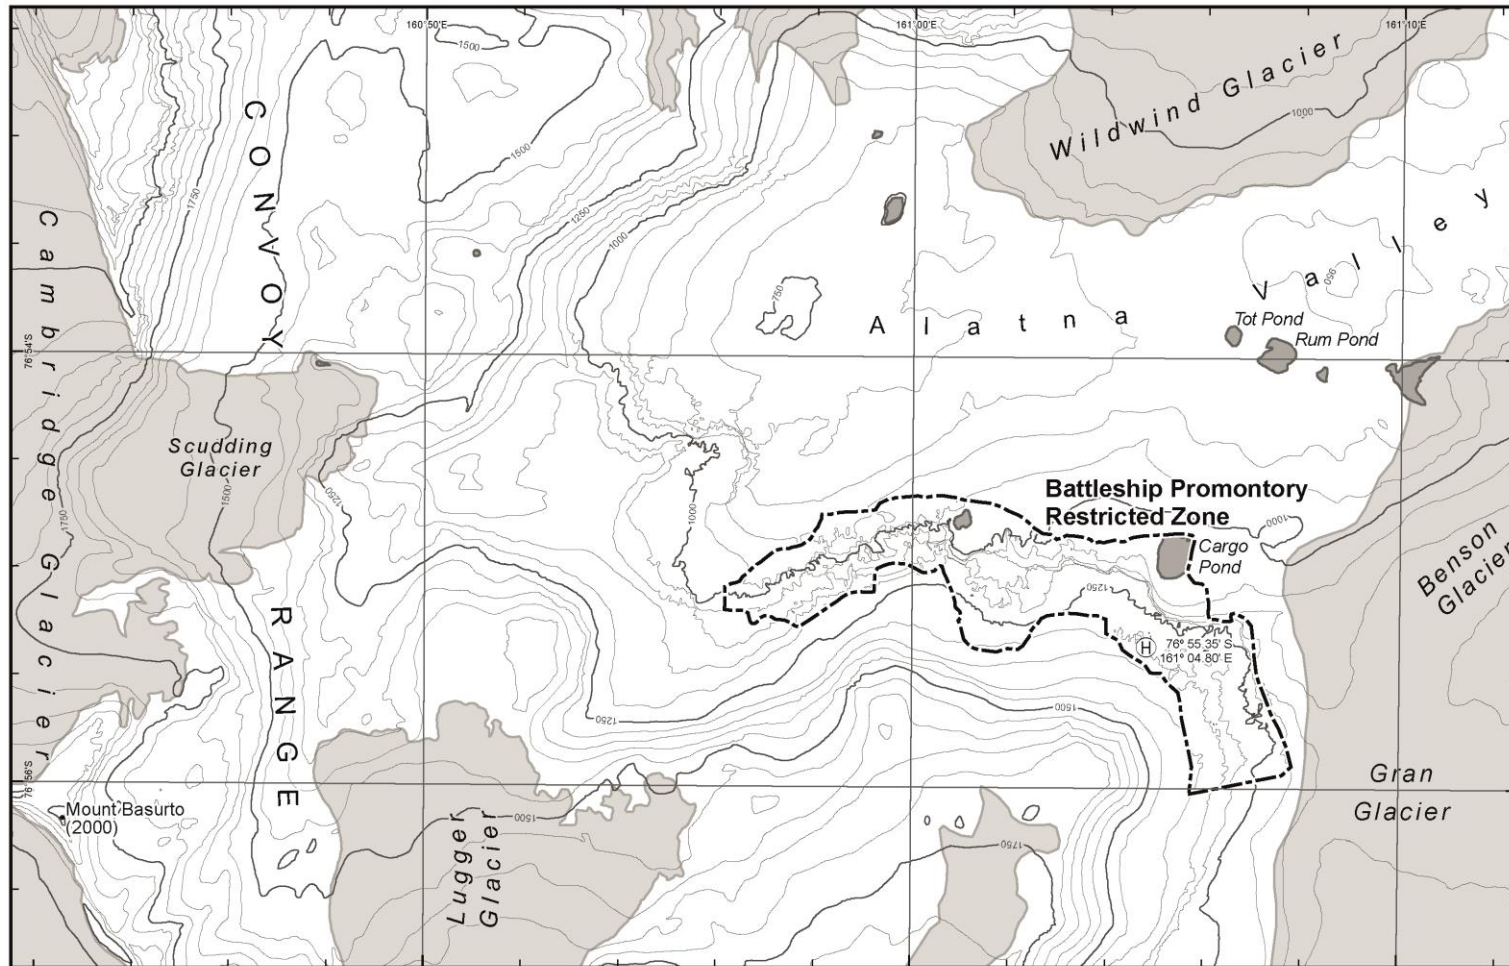 160°50'E
161°00'E
161°10'E
1500
1000
Wildwind Glacier
CONVOY
1500
1750
1250
1000
Valley
950
750
Alatna
Tot Pond
Rum Pond
76°54'S
Cambridge Glacier
Scudding
Glacier
1500
1250
1750
1000
Battleship Promontory
Restricted Zone
1000
Cargo
Pond
Benson
Glacier
1250
RANGE
H
76° 55.35' S
161° 04.80' E
1250
1500
76°56'S
Gran
Glacier
Mount Basurto
(2000)
1500
Lugger
Glacier
1750